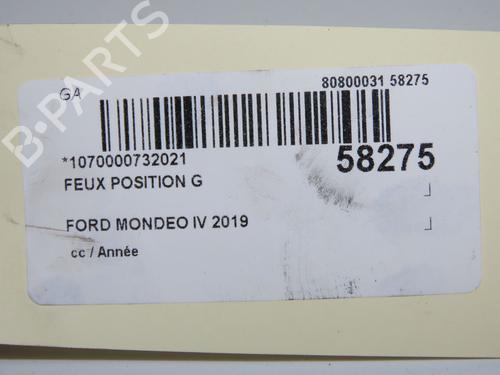 GA
80800031 58275
*1070000732021
58275
FEUX POSITION G
FORD MONDEO IV 2019
cc / Année
B-PARTS